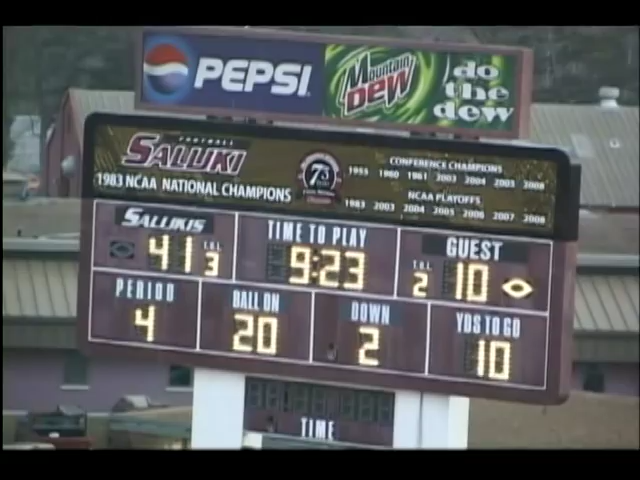 PEPSI
Mountain Dew
do the dew
FOOTBALL
SALUKI
1983 NCAA NATIONAL CHAMPIONS
75
CONFERENCE CHAMPIONS
1953 1960 1961 2003 2004 2005 2008
NCAA PLAYOFFS
1983 2003 2004 2005 2006 2007 2008
SALUKIS
TIME TO PLAY
GUEST
41 T.O.L. 3
9:23
T.O.L. 2 10
PERIOD
BALL ON
DOWN
YDS TO GO
4
20
2
10
TIME